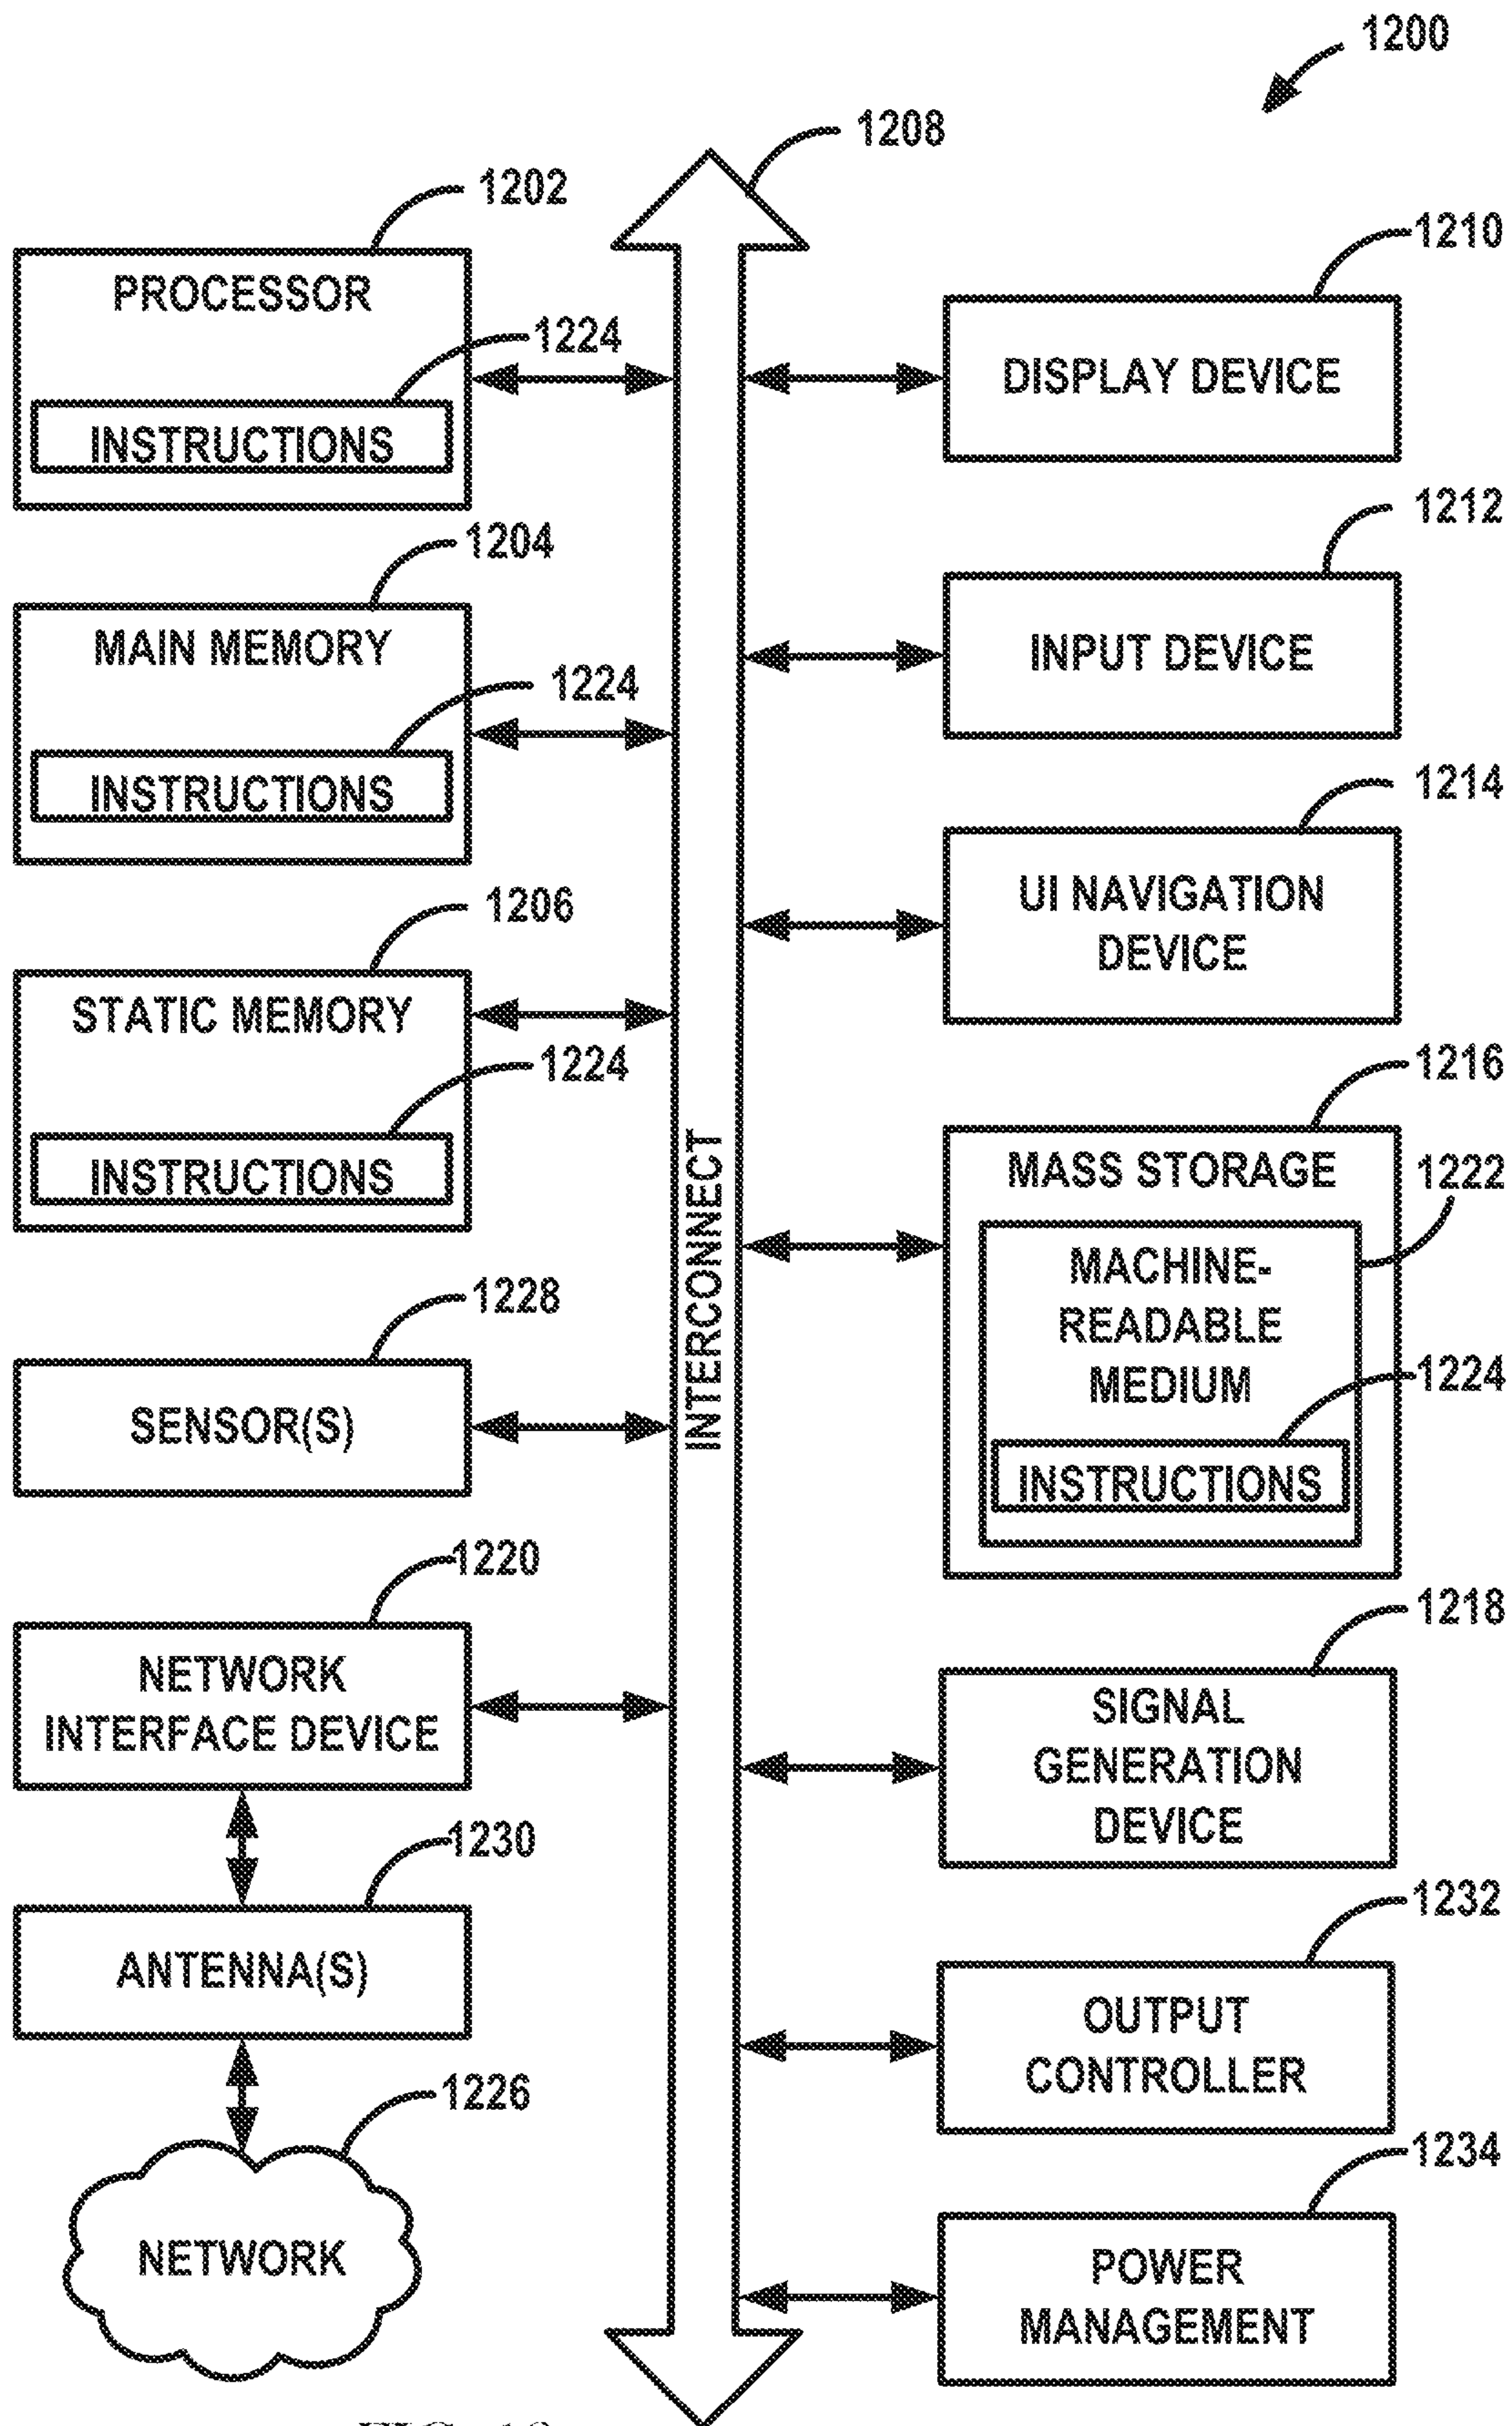 1200
1208
1202
PROCESSOR
1224
INSTRUCTIONS
1204
MAIN MEMORY
1224
INSTRUCTIONS
1206
STATIC MEMORY
1224
INSTRUCTIONS
1228
SENSOR(S)
1220
NETWORK
INTERFACE DEVICE
1230
ANTENNA(S)
1226
NETWORK
INTERCONNECT
1210
DISPLAY DEVICE
1212
INPUT DEVICE
1214
UI NAVIGATION
DEVICE
1216
MASS STORAGE
1222
MACHINE-
READABLE
MEDIUM
1224
INSTRUCTIONS
1218
SIGNAL
GENERATION
DEVICE
1232
OUTPUT
CONTROLLER
1234
POWER
MANAGEMENT